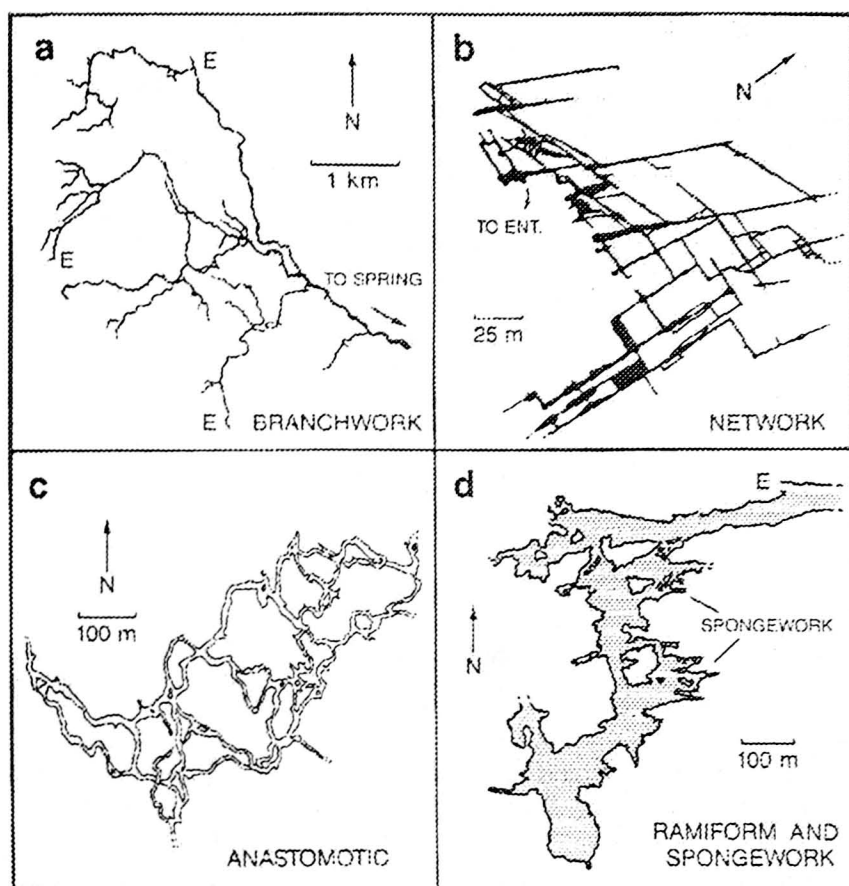 a
E
N
1 km
E
TO SPRING
E
BRANCHWORK
b
N
TO ENT.
25 m
NETWORK
c
N
100 m
ANASTOMOTIC
d
E
SPONGEWORK
N
100 m
RAMIFORM AND
SPONGEWORK